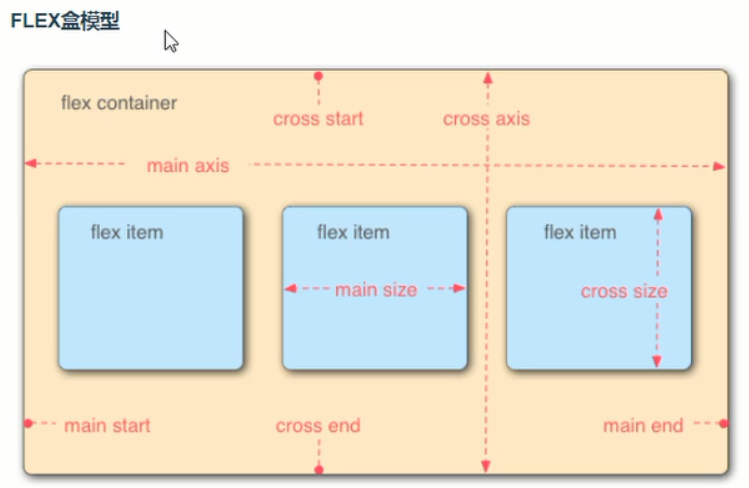 FLEX盒模型
flex container
cross start
cross axis
main axis
flex item
flex item
flex item
main size
cross size
main start
cross end
main end